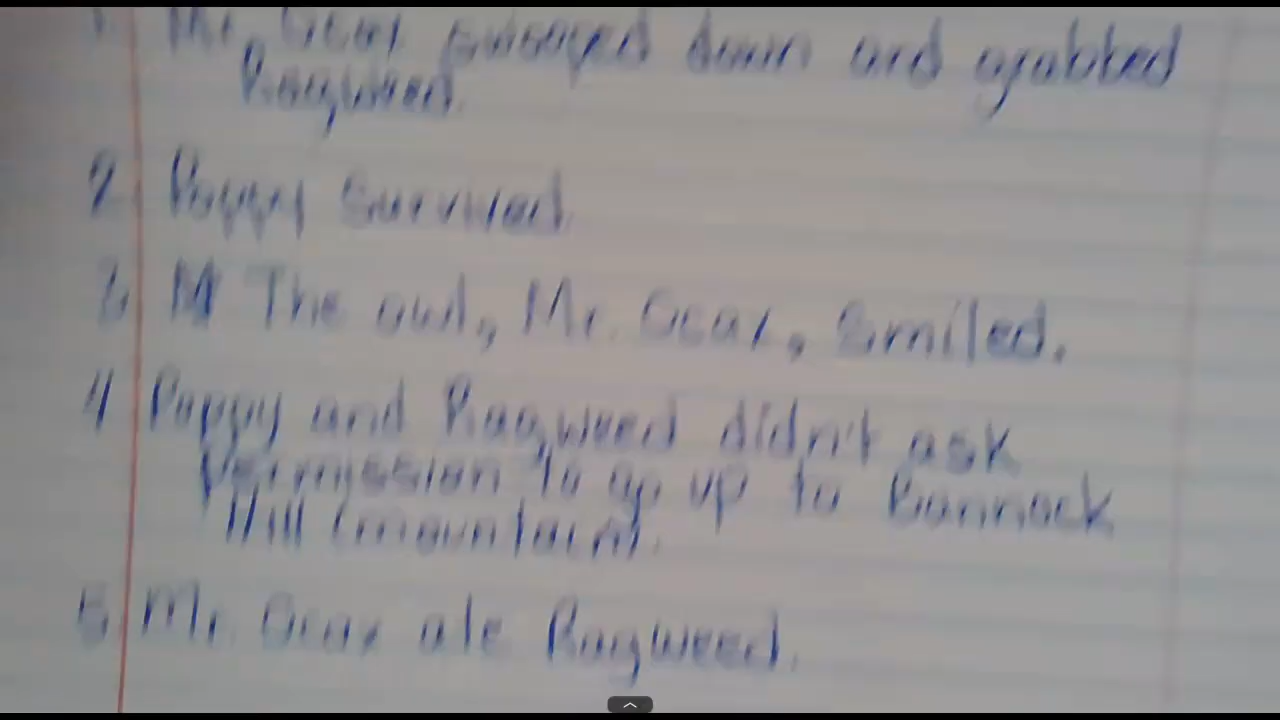 1. Mr. Ocax swooped down and grabbed
Ragweed.
2. Poppy Survived.
3. M The owl, Mr. Ocax, Smiled.
4 Poppy and Ragweed didn't ask
Permission to go up to Bannock
Hill (mountain).
5 Mr. Ocax ate Ragweed.